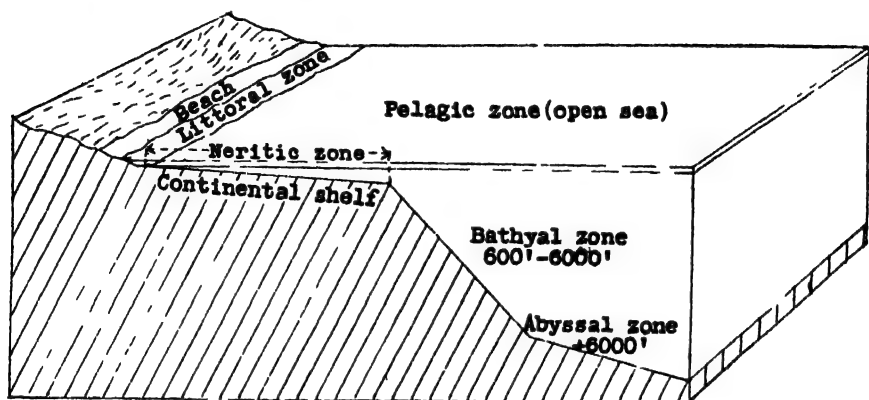 Beach
Littoral zone
Pelagic zone(open sea)
Neritic zone
Continental shelf
Bathyal zone
600'-6000'
Abyssal zone
+6000'